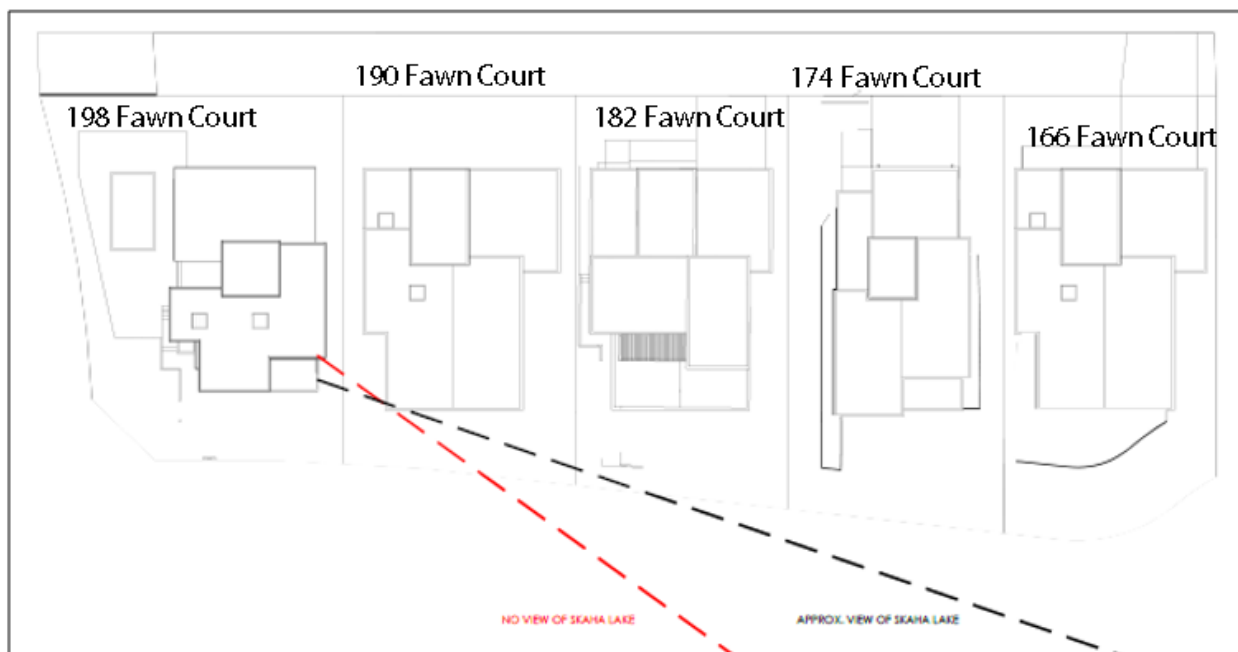 190 Fawn Court
174 Fawn Court
198 Fawn Court
182 Fawn Court
166 Fawn Court
NO VIEW OF SKAHA LAKE
APPROX. VIEW OF SKAHA LAKE